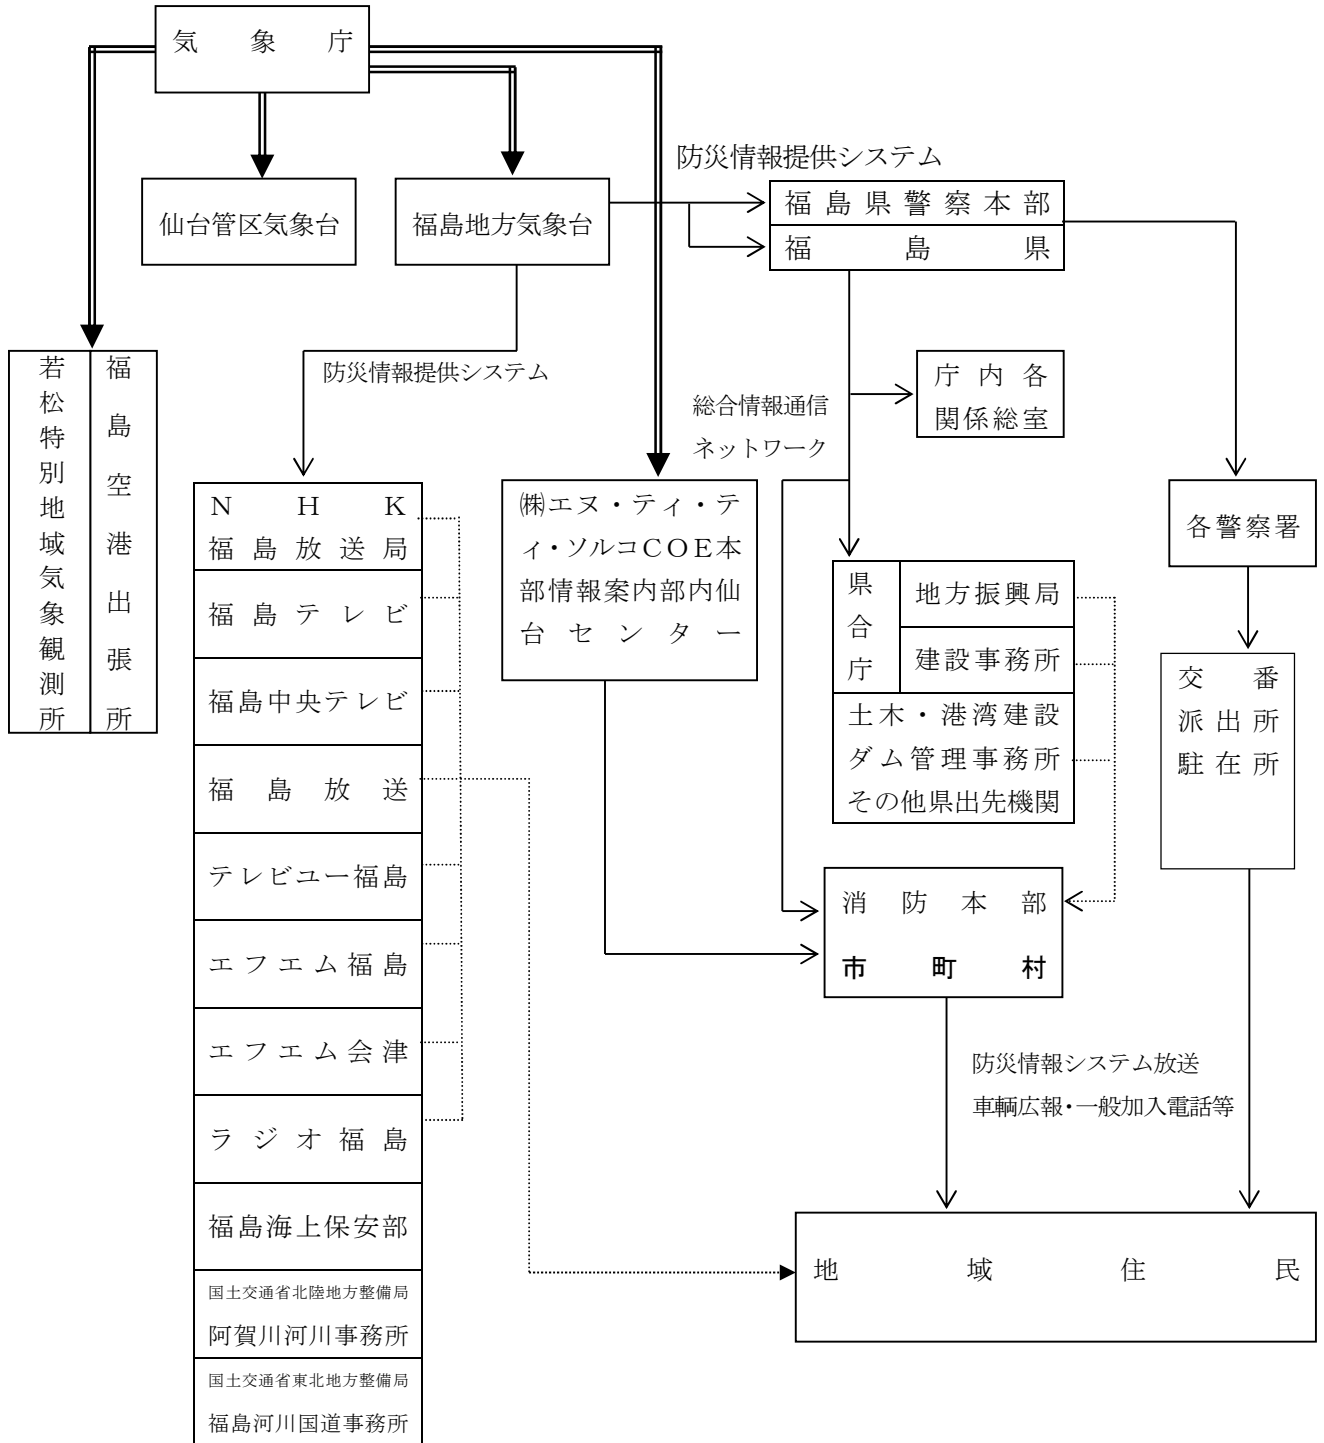 気象庁
防災情報提供システム
仙台管区気象台
福島地方気象台
福島県警察本部
福島県
若松特別地域気象観測所
福島空港出張所
防災情報提供システム
総合情報通信
ネットワーク
庁内各
関係総室
NHK
福島放送局
福島テレビ
福島中央テレビ
福島放送
テレビユー福島
エフエム福島
エフエム会津
ラジオ福島
福島海上保安部
国土交通省北陸地方整備局
阿賀川河川事務所
国土交通省東北地方整備局
福島河川国道事務所
㈱エヌ・ティ・テ
ィ・ソルコCOE本
部情報案内部内仙
台センター
各警察署
県合庁
地方振興局
建設事務所
土木・港湾建設
ダム管理事務所
その他県出先機関
交番
派出所
駐在所
消防本部
市町村
防災情報システム放送
車輌広報・一般加入電話等
地域住民